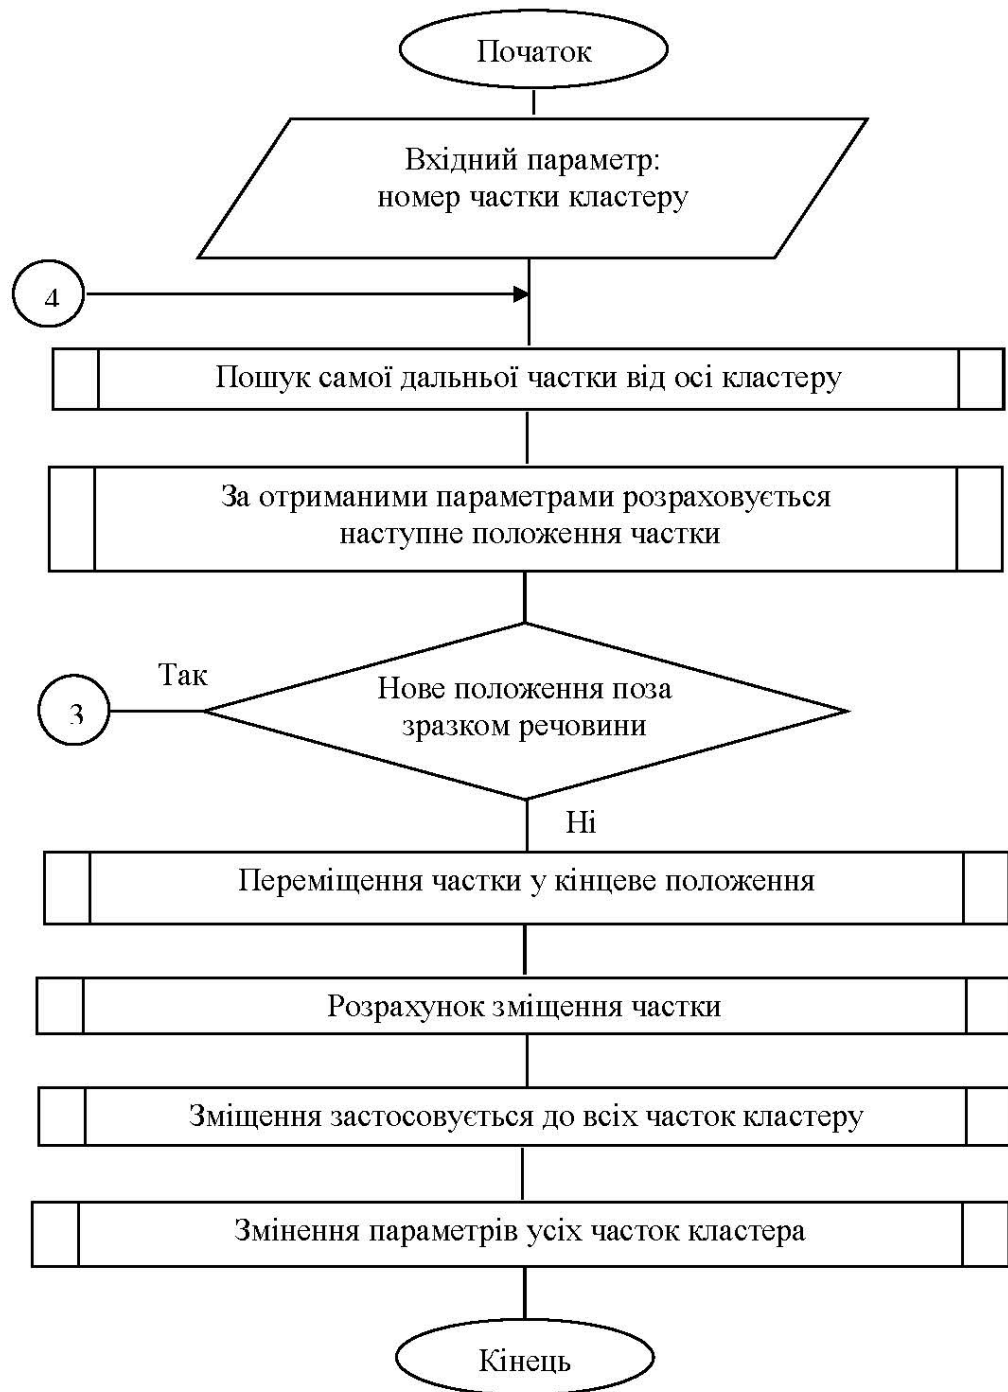 Початок
Вхідний параметр:
номер частки кластеру
4
Пошук самої дальньої частки від осі кластеру
За отриманими параметрами розраховується
наступне положення частки
Так
Нове положення поза
3
зразком речовини
Ні
Переміщення частки у кінцеве положення
Розрахунок зміщення частки
Зміщення застосовується до всіх часток кластеру
Змінення параметрів усіх часток кластера
Кінець